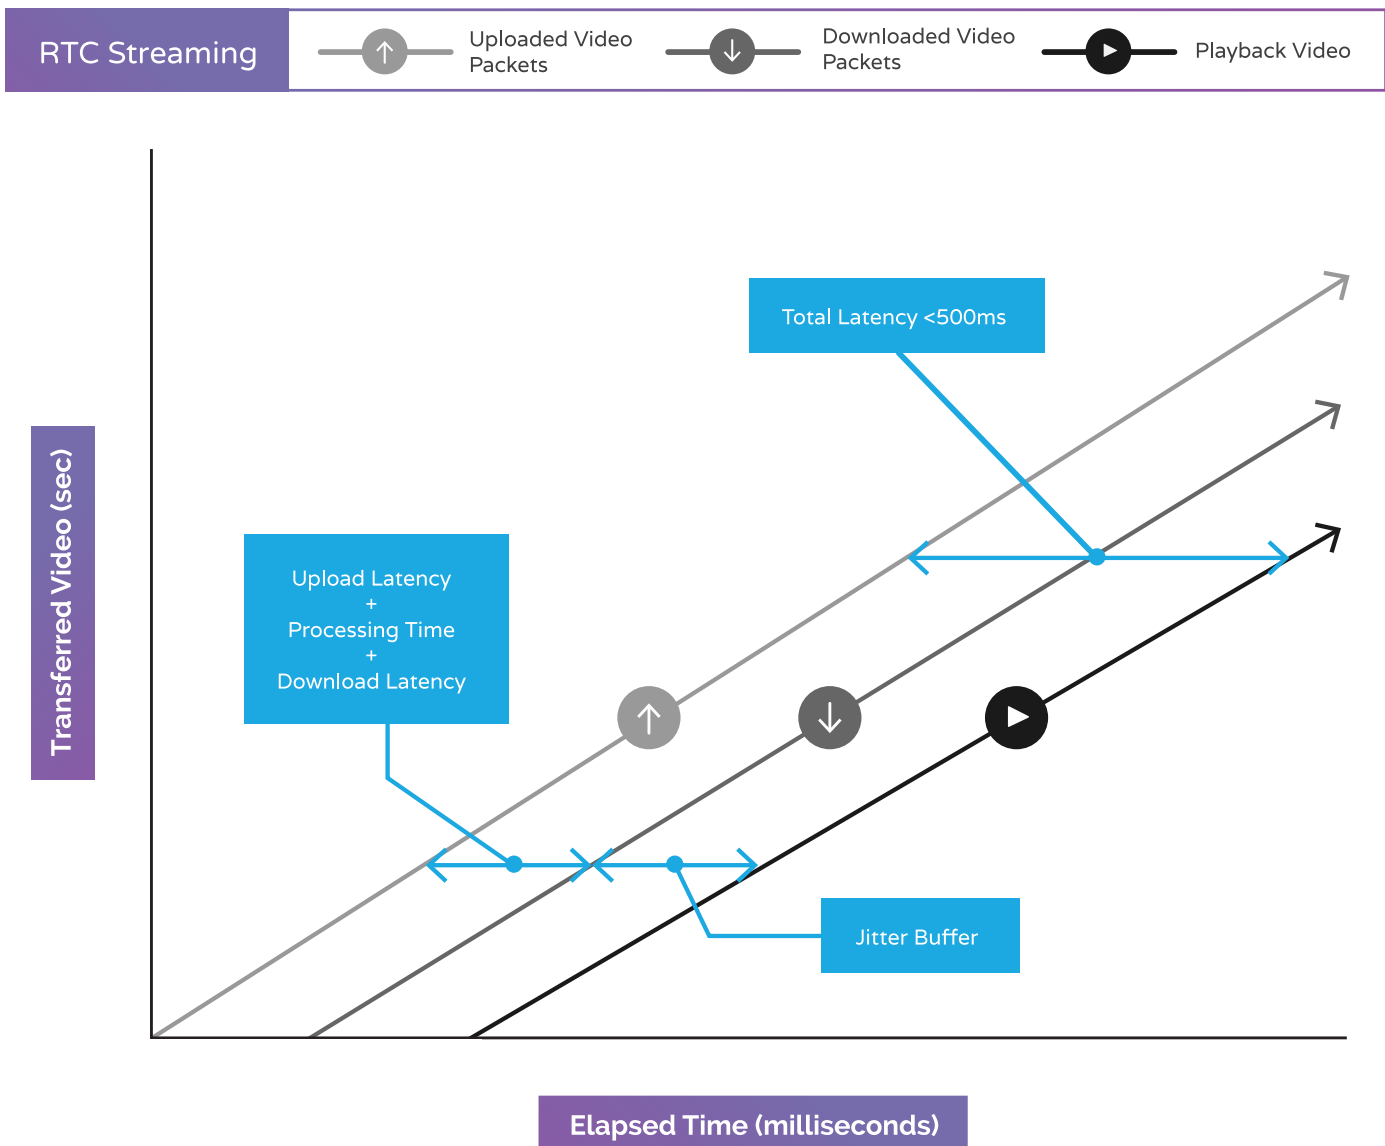 RTC Streaming
Uploaded Video
Packets
Downloaded Video
Packets
Playback Video
Total Latency <500ms
Transferred Video (sec)
Upload Latency
+
Processing Time
+
Download Latency
Jitter Buffer
Elapsed Time (milliseconds)